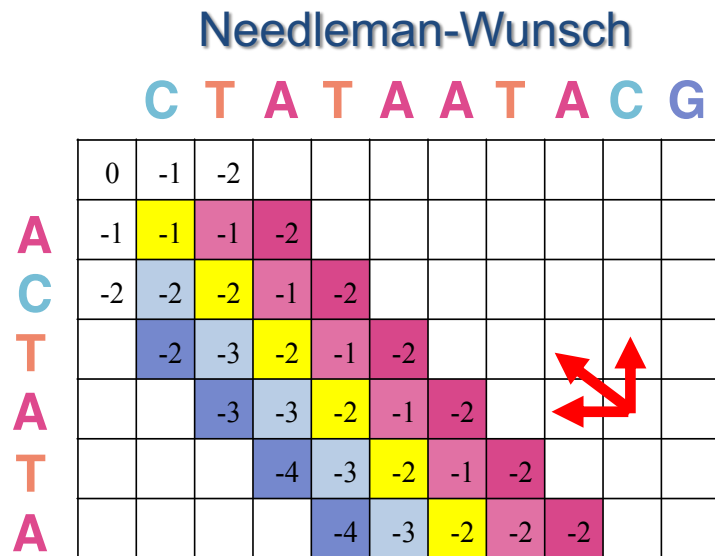 Needleman-Wunsch
C T A T A A T A C G
0 -1 -2
A -1 -1 -1 -2
C -2 -2 -2 -1 -2
T -2 -3 -2 -1 -2
A -3 -3 -2 -1 -2
T -4 -3 -2 -1 -2
A -4 -3 -2 -2 -2